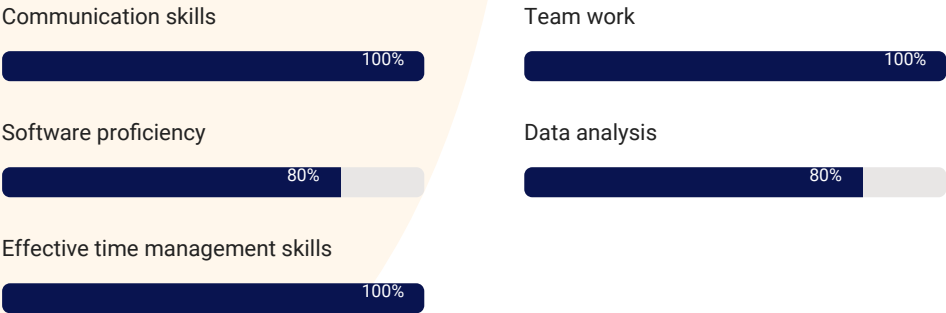 Communication skills
100%
Team work
100%
Software proficiency
80%
Data analysis
80%
Effective time management skills
100%